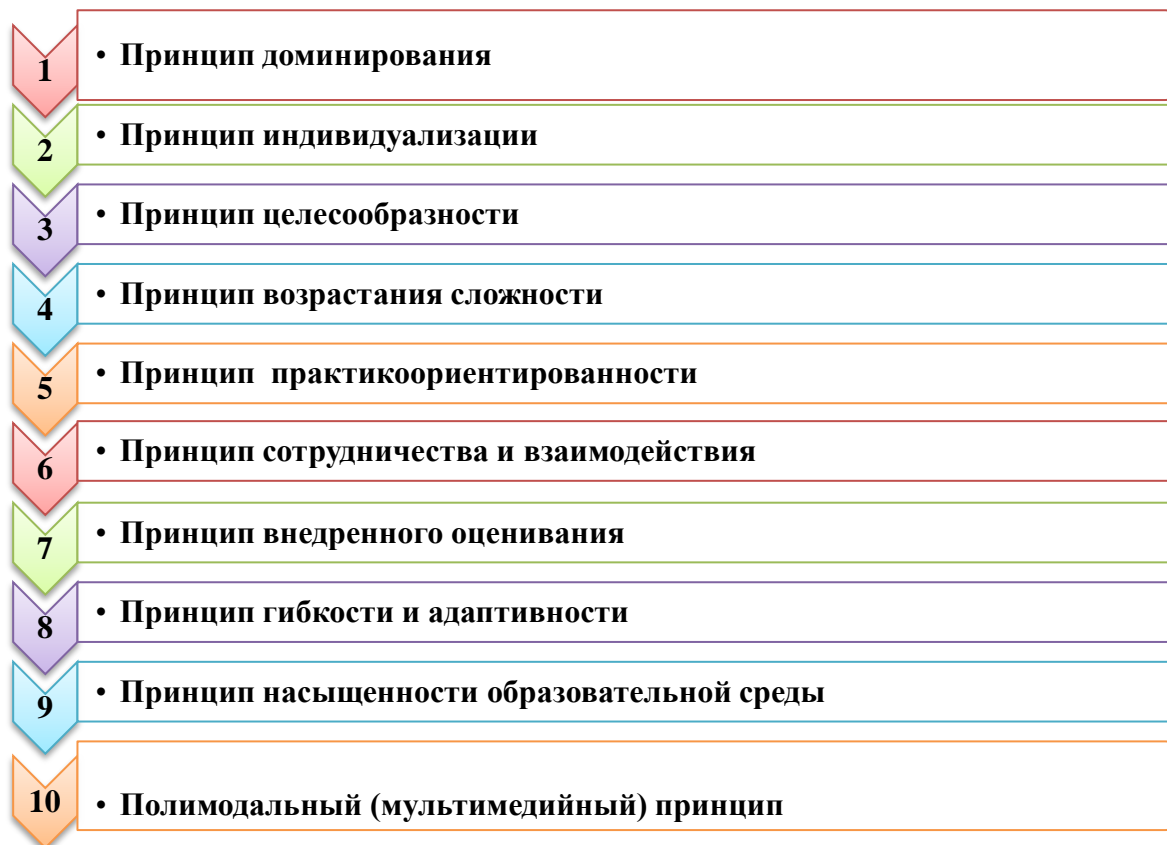 1 • Принцип доминирования
2 • Принцип индивидуализации
3 • Принцип целесообразности
4 • Принцип возрастания сложности
5 • Принцип практикоориентированности
6 • Принцип сотрудничества и взаимодействия
7 • Принцип внедренного оценивания
8 • Принцип гибкости и адаптивности
9 • Принцип насыщенности образовательной среды
10 • Полимодальный (мультимедийный) принцип